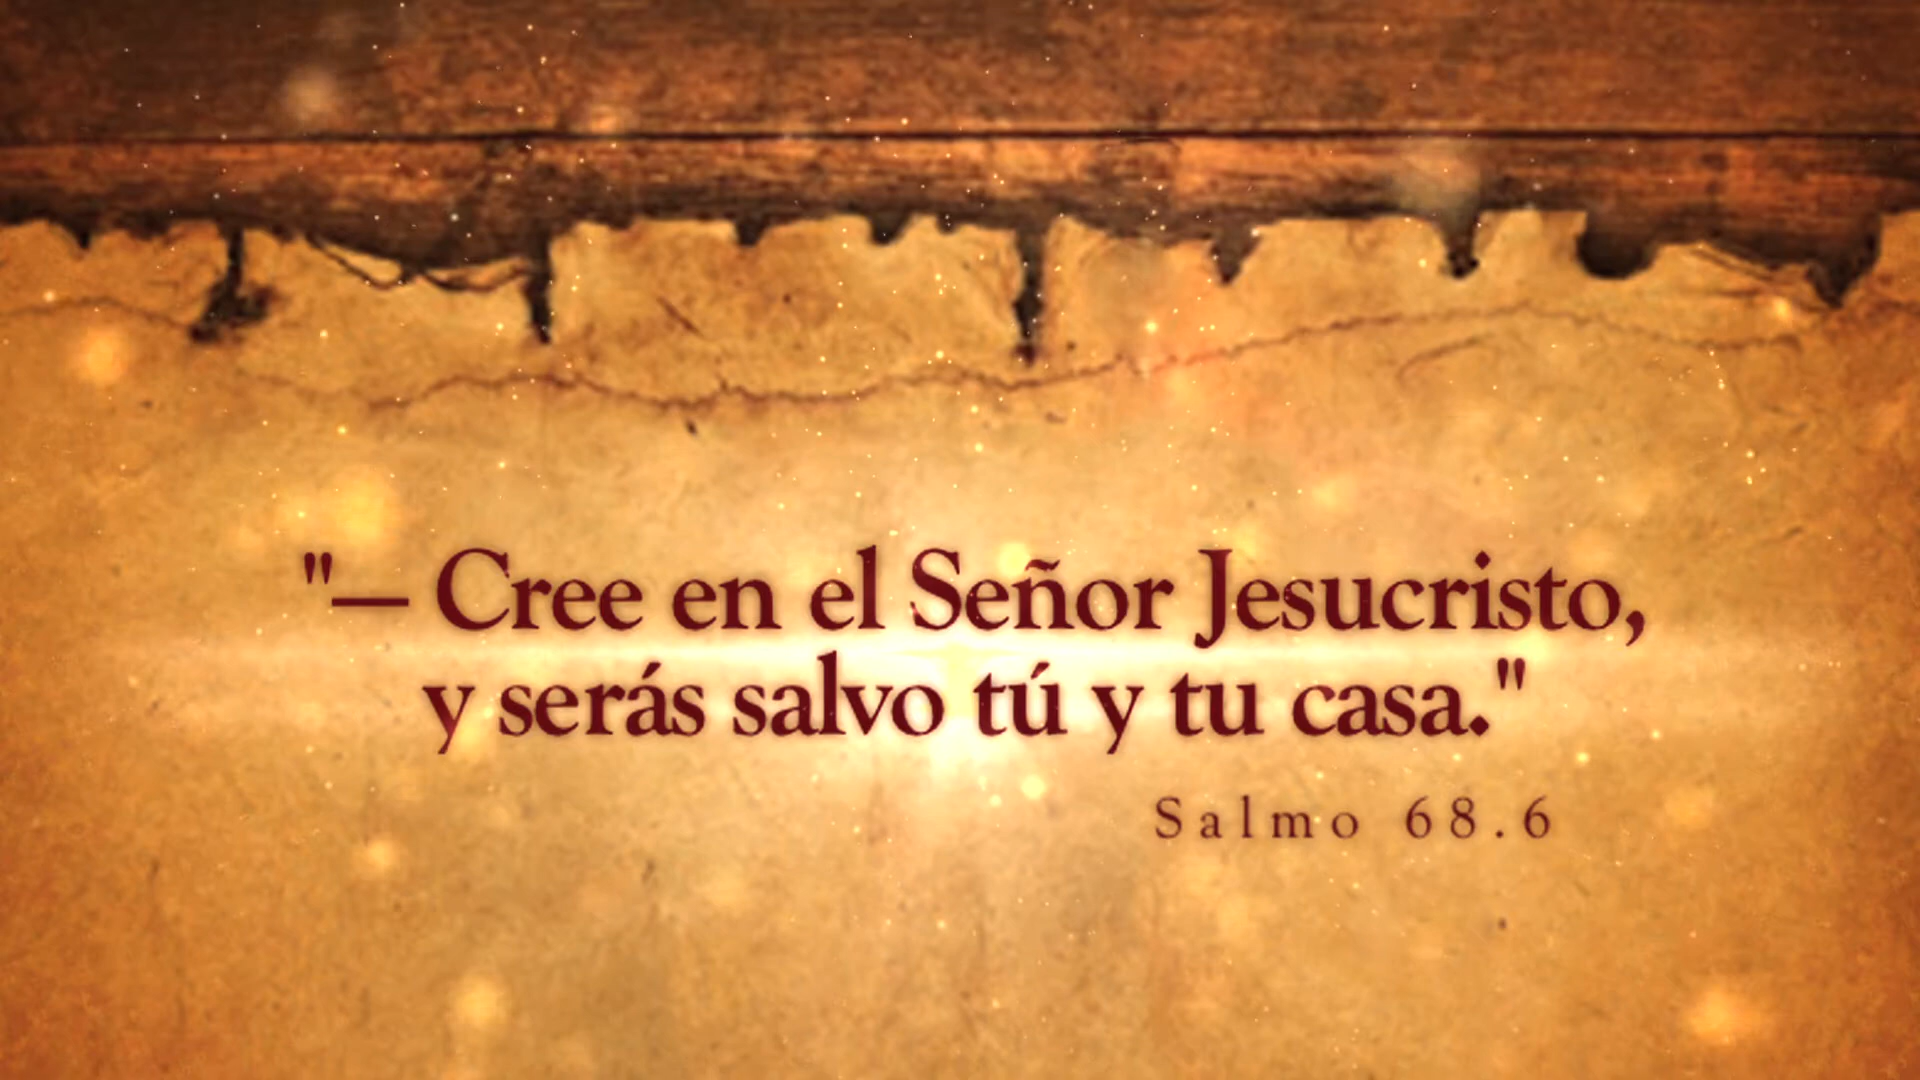 "— Cree en el Señor Jesucristo,
y serás salvo tú y tu casa."
Salmo 68.6